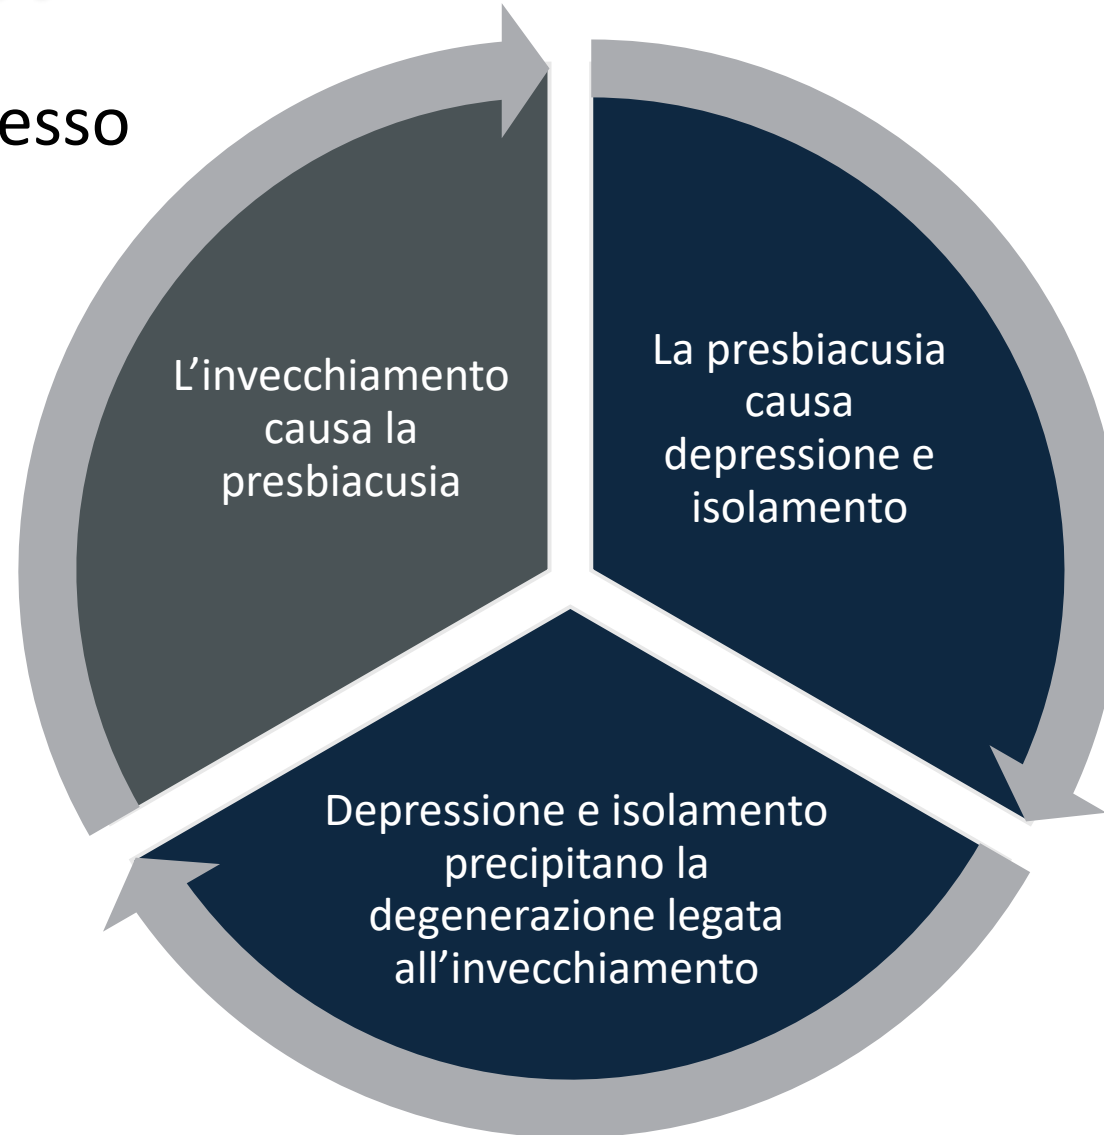 esso
L’invecchiamento
causa la
presbiacusia
La presbiacusia
causa
depressione e
isolamento
Depressione e isolamento
precipitano la
degenerazione legata
all’invecchiamento